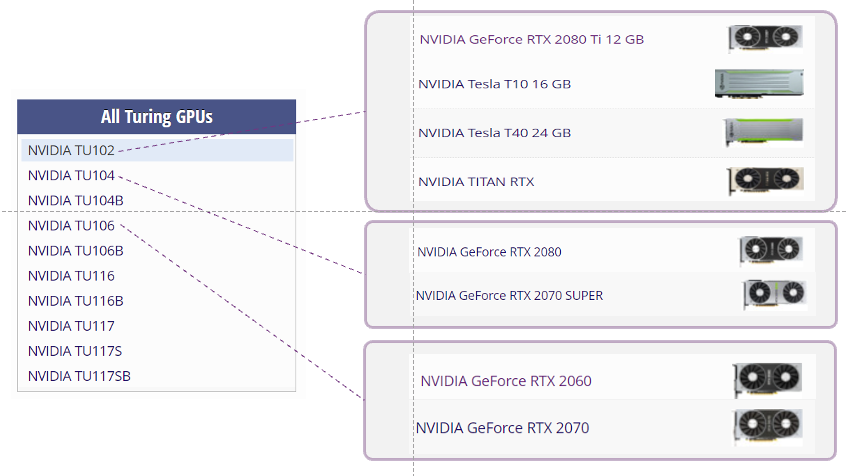 All Turing GPUs
NVIDIA TU102
NVIDIA TU104
NVIDIA TU104B
NVIDIA TU106
NVIDIA TU106B
NVIDIA TU116
NVIDIA TU116B
NVIDIA TU117
NVIDIA TU117S
NVIDIA TU117SB
NVIDIA GeForce RTX 2080 Ti 12 GB
NVIDIA Tesla T10 16 GB
NVIDIA Tesla T40 24 GB
NVIDIA TITAN RTX
NVIDIA GeForce RTX 2080
NVIDIA GeForce RTX 2070 SUPER
NVIDIA GeForce RTX 2060
NVIDIA GeForce RTX 2070